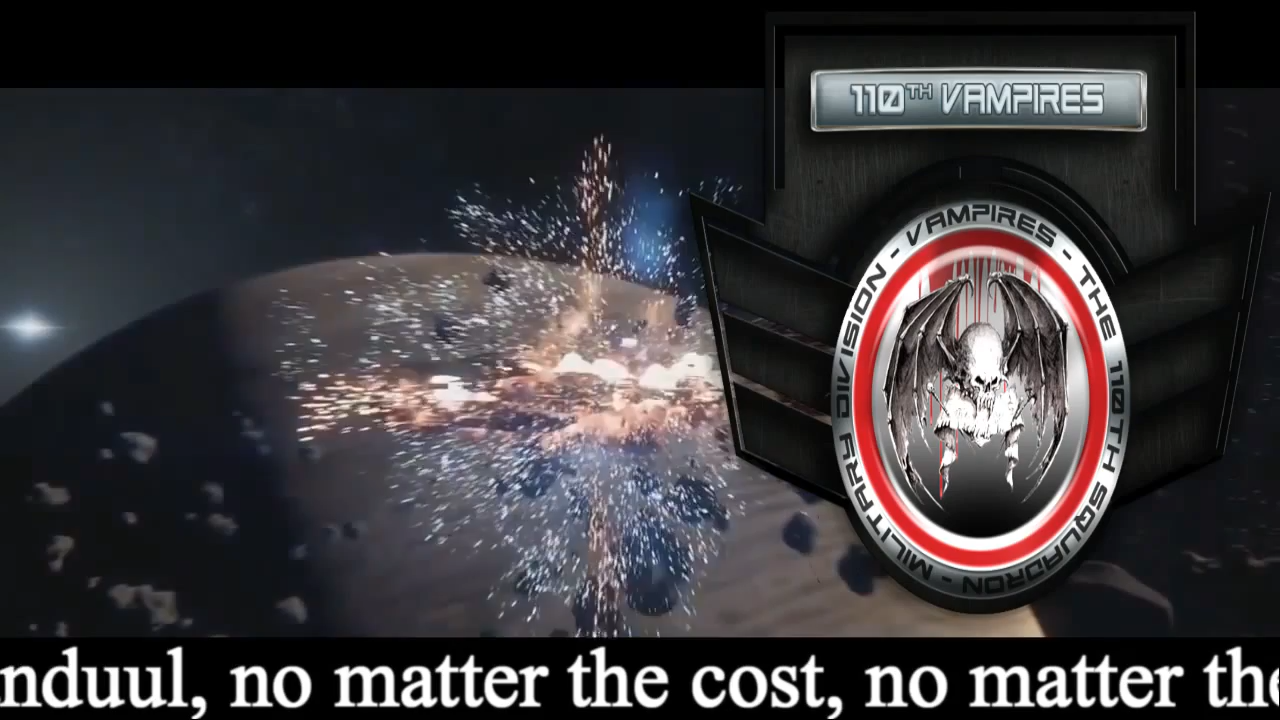 110TH VAMPIRES
VAMPIRES - THE 110TH SQUADRON - MILITARY DIVISION -
nduul, no matter the cost, no matter the